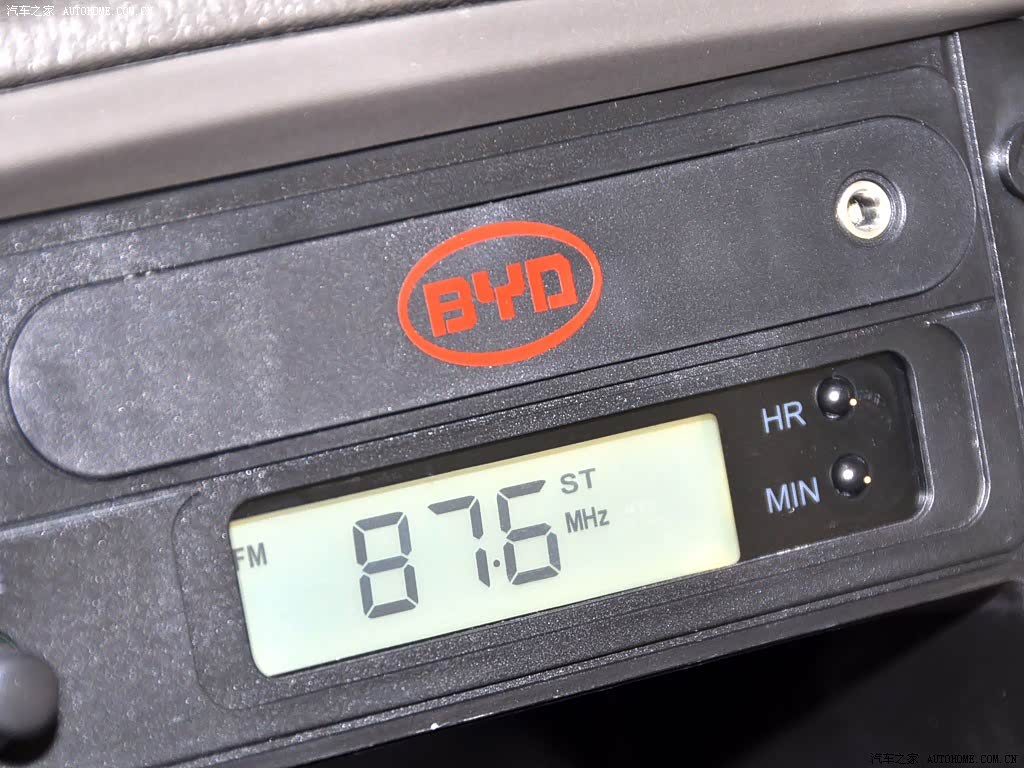 汽车之家 AUTOHOME.COM.CN
BYD
HR
MIN
ST
FM 87.6 MHz
汽车之家 AUTOHOME.COM.CN